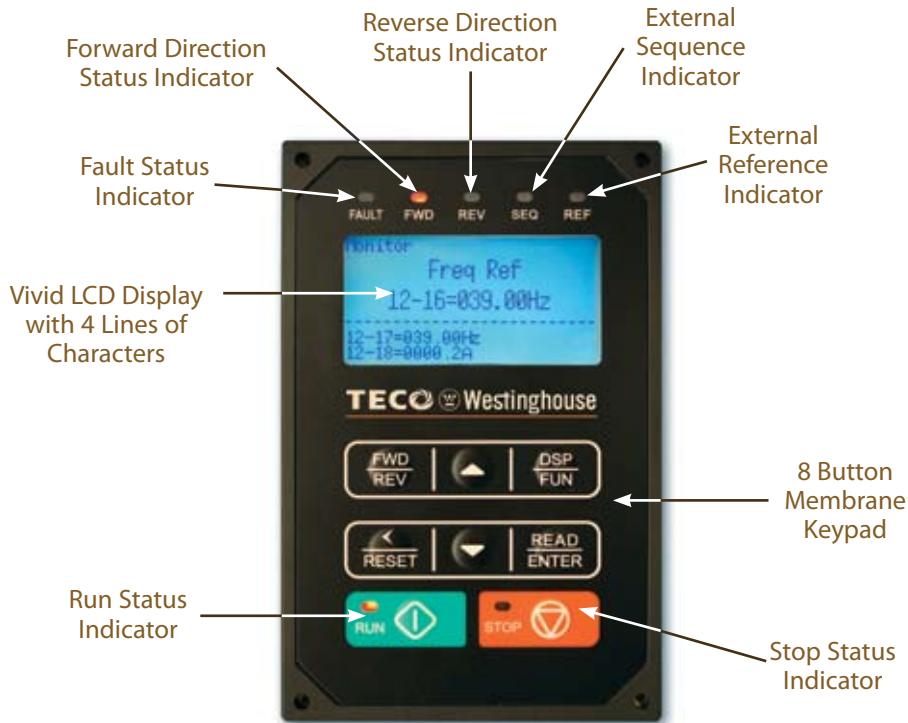 Forward Direction
Status Indicator
Reverse Direction
Status Indicator
External
Sequence
Indicator
External
Reference
Indicator
Fault Status
Indicator
FAULT FWD REV SEQ REF
Vivid LCD Display
with 4 Lines of
Characters
Monitor
Freq Ref
12-16=039.00Hz
12-17=039.00Hz
12-18=0000.2A
TECO W Westinghouse
FWD
REV
DSP
FUN
8 Button
Membrane
Keypad
<
RESET
READ
ENTER
Run Status
Indicator
RUN
STOP
Stop Status
Indicator